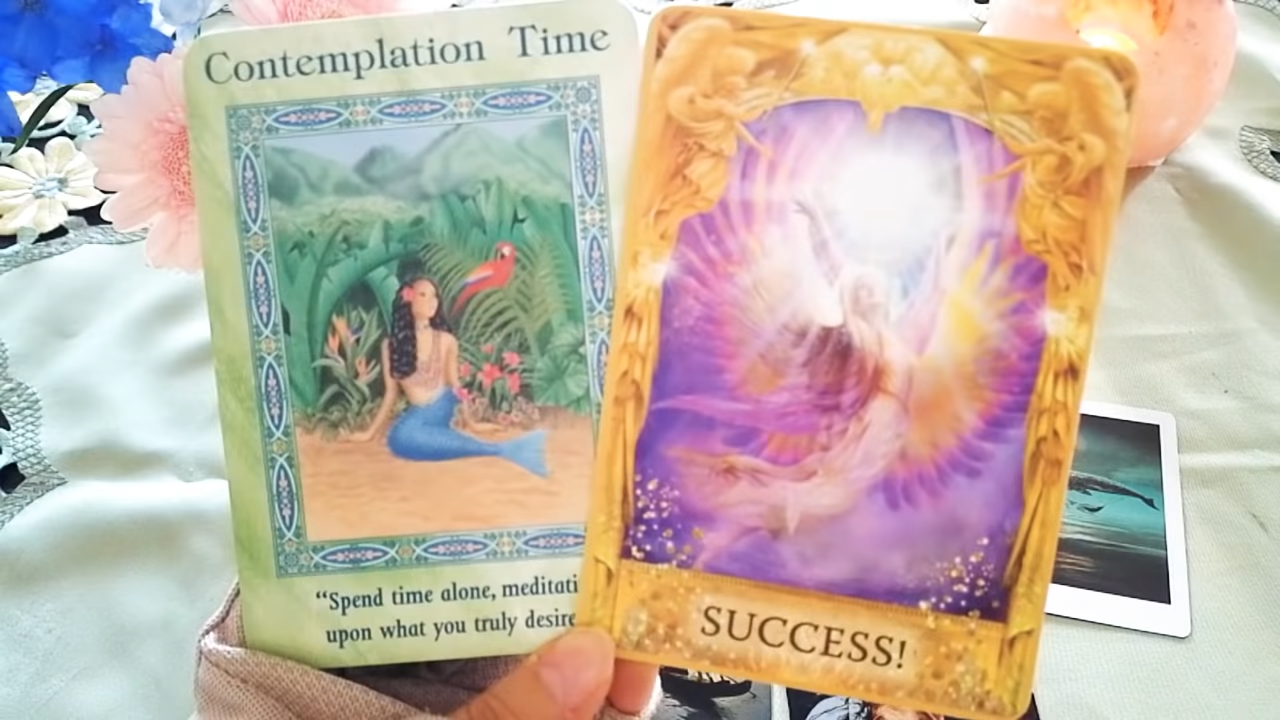 Contemplation Time
“Spend time alone, meditati
upon what you truly desire
SUCCESS!